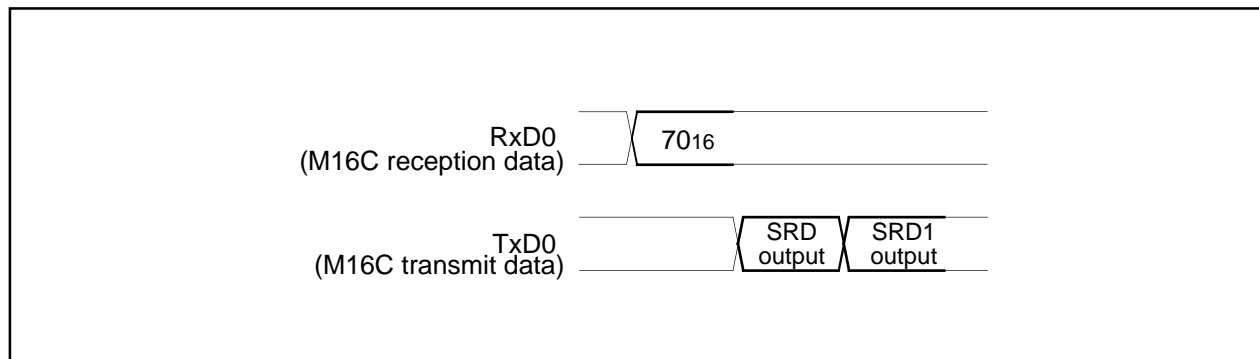 RxD0
(M16C reception data)
7016
TxD0
(M16C transmit data)
SRD
output
SRD1
output